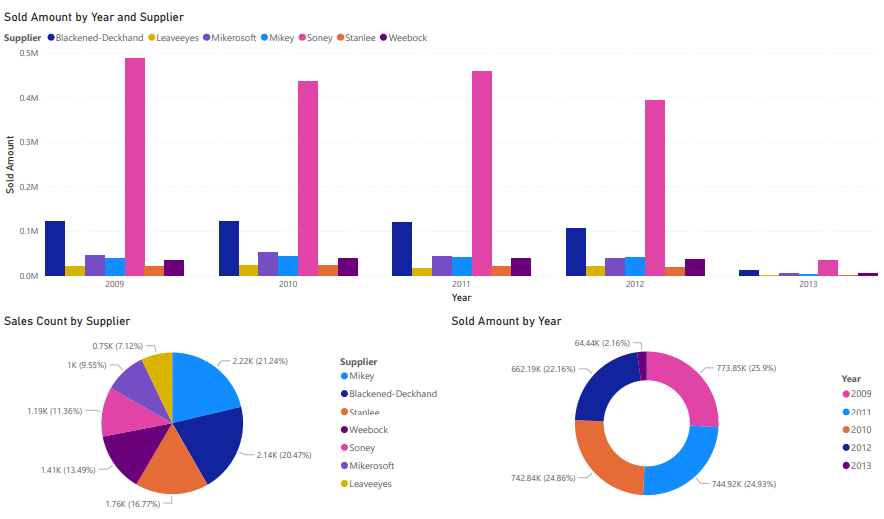 Sold Amount by Year and Supplier
Supplier Blackened-Deckhand Leaveeyes Mikerosoft Mikey Soney Stanlee Weebock
0.5M
0.4M
0.3M
0.2M
0.1M
0.0M
Sold Amount
2009 2010 2011 2012 2013
Year
Sales Count by Supplier
0.75K (7.12%)
2.22K (21.24%)
1K (9.55%)
1.19K (11.36%)
2.14K (20.47%)
1.41K (13.49%)
1.76K (16.77%)
Supplier
Mikey
Blackened-Deckhand
Stanlee
Weebock
Soney
Mikerosoft
Leaveeyes
Sold Amount by Year
64.44K (2.16%)
662.19K (22.16%)
773.85K (25.9%)
742.84K (24.86%)
744.92K (24.93%)
Year
2009
2011
2010
2012
2013